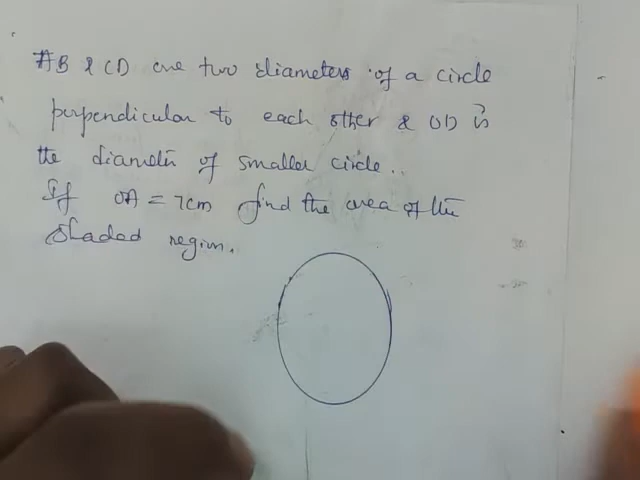 AB & CD are two diameters of a circle
perpendicular to each other & OD is
the diameter of smaller circle..
If OA = 7cm find the area of the
shaded region.